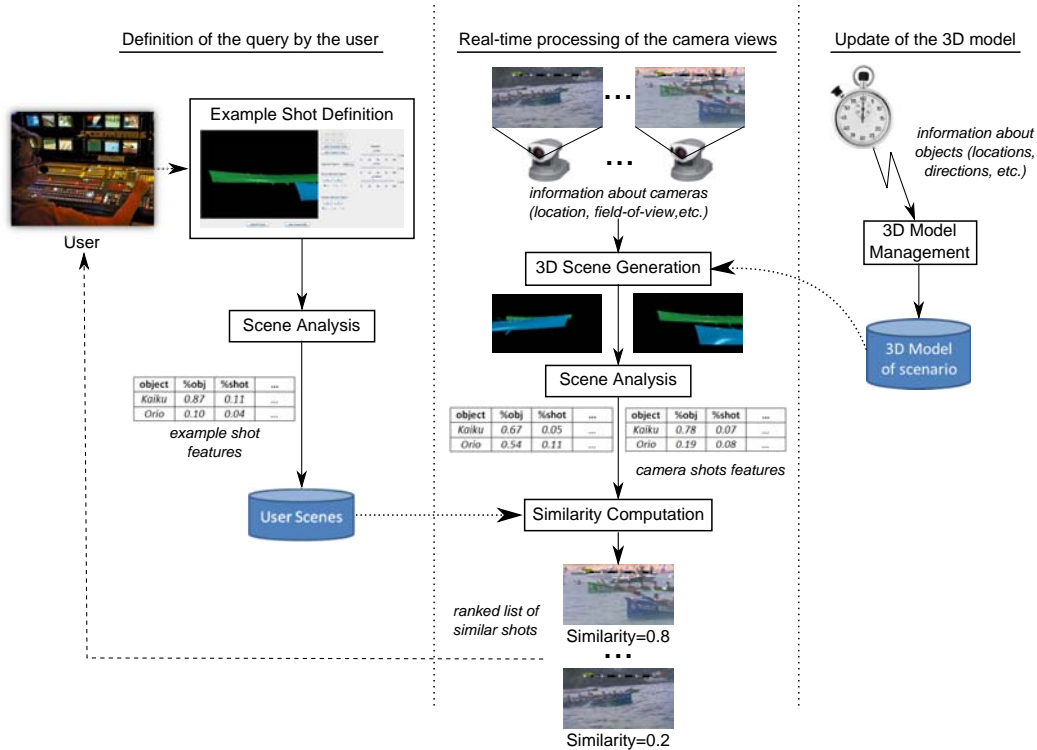 Definition of the query by the user
Example Shot Definition
User
Scene Analysis
object %obj %shot ...
Kaiku 0.87 0.11 ...
Orio 0.10 0.04 ...
example shot
features
User Scenes
Real-time processing of the camera views
...
...
information about cameras
(location, field-of-view,etc.)
3D Scene Generation
Scene Analysis
object %obj %shot ...
Kaiku 0.67 0.05 ...
Orio 0.54 0.11 ...
object %obj %shot ...
Kaiku 0.78 0.07 ...
Orio 0.19 0.08 ...
camera shots features
Similarity Computation
ranked list of
similar shots
Similarity=0.8
...
Similarity=0.2
Update of the 3D model
information about
objects (locations,
directions, etc.)
3D Model
Management
3D Model
of scenario